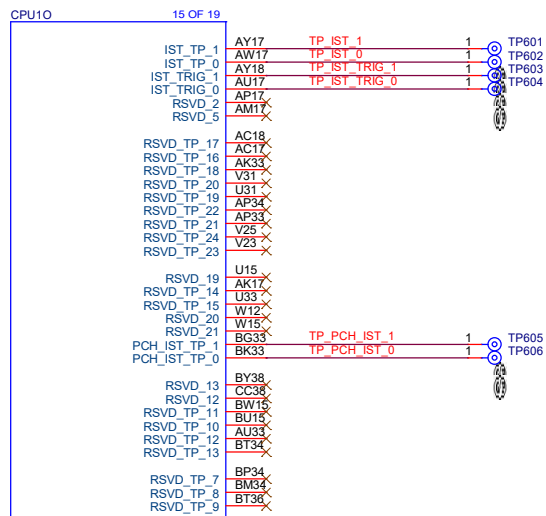 CPU1O 15 OF 19
IST_TP_1 AY17 TP_IST_1 1 TP601
IST_TP_0 AW17 TP_IST_0 1 TP602
IST_TRIG_1 AY18 TP_IST_TRIG_1 1 TP603
IST_TRIG_0 AU17 TP_IST_TRIG_0 1 TP604
RSVD_2 AP17
RSVD_5 AM17
RSVD_TP_17 AC18
RSVD_TP_16 AC17
RSVD_TP_18 AK33
RSVD_TP_20 V31
RSVD_TP_19 U31
RSVD_TP_22 AP34
RSVD_TP_21 AP33
RSVD_TP_24 V25
RSVD_TP_23 V23
RSVD_19 U15
RSVD_TP_14 AK17
RSVD_TP_15 U33
RSVD_20 W12
RSVD_21 W15
PCH_IST_TP_1 BG33 TP_PCH_IST_1 1 TP605
PCH_IST_TP_0 BK33 TP_PCH_IST_0 1 TP606
RSVD_13 BY38
RSVD_12 CC38
RSVD_TP_11 BW15
RSVD_TP_10 BU15
RSVD_TP_12 AU33
RSVD_TP_13 BT34
RSVD_TP_7 BP34
RSVD_TP_8 BM34
RSVD_TP_9 BT36